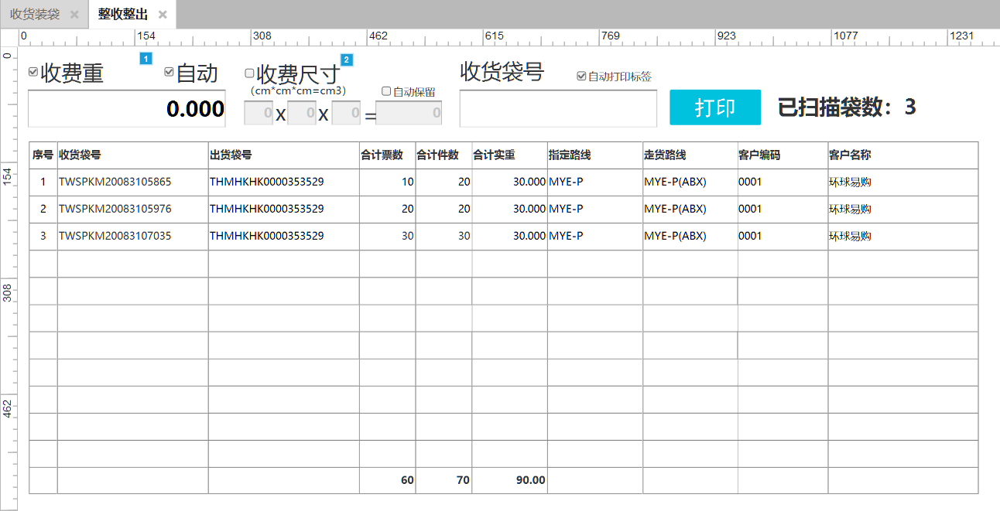 收货装袋 × 整收整出 ×
0 154 308 462 615 769 923 1077 1231
0 154 308 462
1 2
收费重 自动 收费尺寸 收货袋号 自动打印标签
(cm*cm*cm=cm3) 自动保留
0.000 0 X 0 X 0 = 0 打印 已扫描袋数：3
序号 收货袋号 出货袋号 合计票数 合计件数 合计实重 指定路线 走货路线 客户编码 客户名称
1 TWSPKM20083105865 THMHKHK0000353529 10 20 30.000 MYE-P MYE-P(ABX) 0001 环球易购
2 TWSPKM20083105976 THMHKHK0000353529 20 20 30.000 MYE-P MYE-P(ABX) 0001 环球易购
3 TWSPKM20083107035 THMHKHK0000353529 30 30 30.000 MYE-P MYE-P(ABX) 0001 环球易购
60 70 90.00